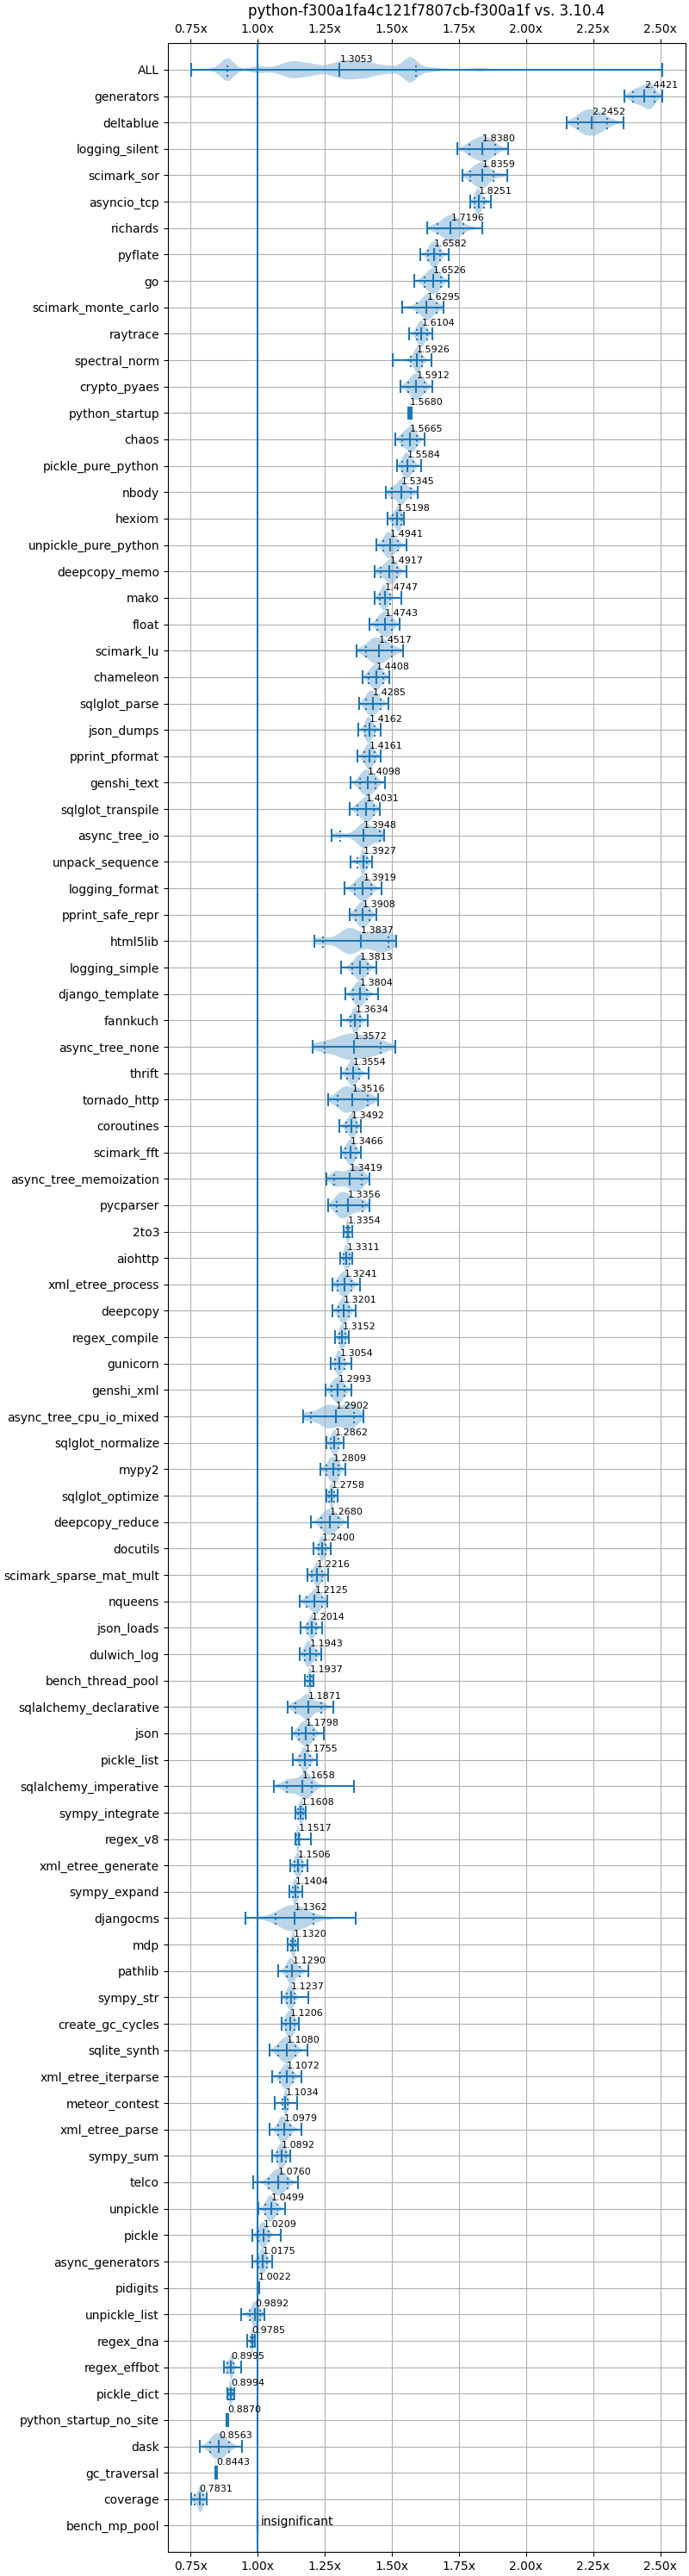 python-f300a1fa4c121f7807cb-f300a1f vs. 3.10.4
0.75x 1.00x 1.25x 1.50x 1.75x 2.00x 2.25x 2.50x
ALL 1.3053
generators 2.4421
deltablue 2.2452
logging_silent 1.8380
scimark_sor 1.8359
asyncio_tcp 1.8251
richards 1.7196
pyflate 1.6582
go 1.6526
scimark_monte_carlo 1.6295
raytrace 1.6104
spectral_norm 1.5926
crypto_pyaes 1.5912
python_startup 1.5680
chaos 1.5665
pickle_pure_python 1.5584
nbody 1.5345
hexiom 1.5198
unpickle_pure_python 1.4941
deepcopy_memo 1.4917
mako 1.4747
float 1.4743
scimark_lu 1.4517
chameleon 1.4408
sqlglot_parse 1.4285
json_dumps 1.4162
pprint_pformat 1.4161
genshi_text 1.4098
sqlglot_transpile 1.4031
async_tree_io 1.3948
unpack_sequence 1.3927
logging_format 1.3919
pprint_safe_repr 1.3908
html5lib 1.3837
logging_simple 1.3813
django_template 1.3804
fannkuch 1.3634
async_tree_none 1.3572
thrift 1.3554
tornado_http 1.3516
coroutines 1.3492
scimark_fft 1.3466
async_tree_memoization 1.3419
pycparser 1.3356
2to3 1.3354
aiohttp 1.3311
xml_etree_process 1.3241
deepcopy 1.3201
regex_compile 1.3152
gunicorn 1.3054
genshi_xml 1.2993
async_tree_cpu_io_mixed 1.2902
sqlglot_normalize 1.2862
mypy2 1.2809
sqlglot_optimize 1.2758
deepcopy_reduce 1.2680
docutils 1.2400
scimark_sparse_mat_mult 1.2216
nqueens 1.2125
json_loads 1.2014
dulwich_log 1.1943
bench_thread_pool 1.1937
sqlalchemy_declarative 1.1871
json 1.1798
pickle_list 1.1755
sqlalchemy_imperative 1.1658
sympy_integrate 1.1608
regex_v8 1.1517
xml_etree_generate 1.1506
sympy_expand 1.1404
djangocms 1.1362
mdp 1.1320
pathlib 1.1290
sympy_str 1.1237
create_gc_cycles 1.1206
sqlite_synth 1.1080
xml_etree_iterparse 1.1072
meteor_contest 1.1034
xml_etree_parse 1.0979
sympy_sum 1.0892
telco 1.0760
unpickle 1.0499
pickle 1.0209
async_generators 1.0175
pidigits 1.0022
unpickle_list 0.9892
regex_dna 0.9785
regex_effbot 0.8995
pickle_dict 0.8994
python_startup_no_site 0.8870
dask 0.8563
gc_traversal 0.8443
coverage 0.7831
bench_mp_pool insignificant
0.75x 1.00x 1.25x 1.50x 1.75x 2.00x 2.25x 2.50x